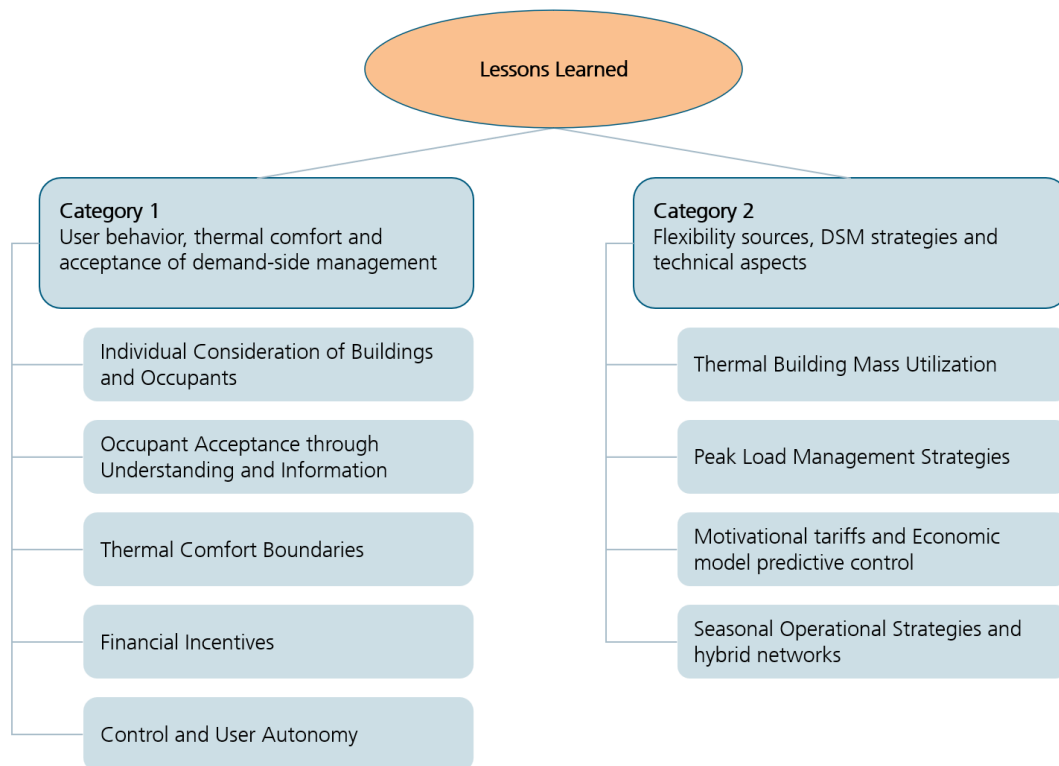 Lessons Learned
Category 1
User behavior, thermal comfort and
acceptance of demand-side management
Individual Consideration of Buildings
and Occupants
Occupant Acceptance through
Understanding and Information
Thermal Comfort Boundaries
Financial Incentives
Control and User Autonomy
Category 2
Flexibility sources, DSM strategies and
technical aspects
Thermal Building Mass Utilization
Peak Load Management Strategies
Motivational tariffs and Economic
model predictive control
Seasonal Operational Strategies and
hybrid networks